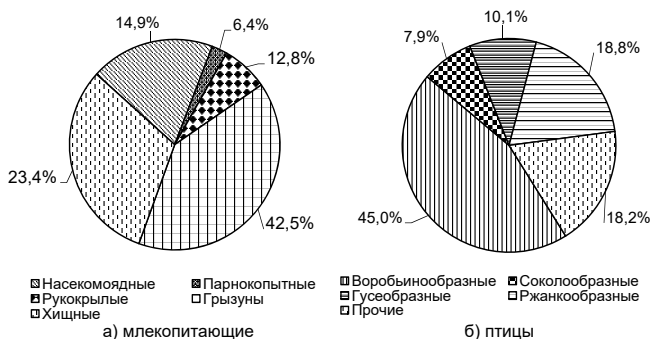 14,9%
6,4%
12,8%
23,4%
42,5%
10,1%
7,9%
18,8%
45,0%
18,2%
Насекомоядные Парнокопытные
Рукокрылые Грызуны
Хищные
а) млекопитающие
Воробьинообразные Соколообразные
Гусеобразные Ржанкообразные
Прочие
б) птицы